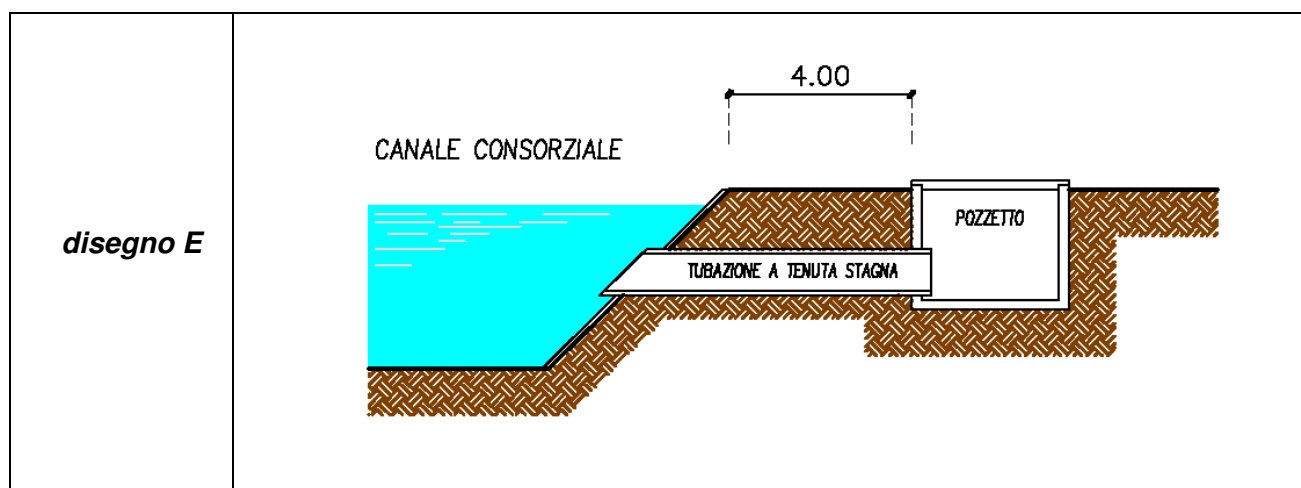 4.00
CANALE CONSORZIALE
disegno E
POZZETTO
TUBAZIONE A TENUTA STAGNA